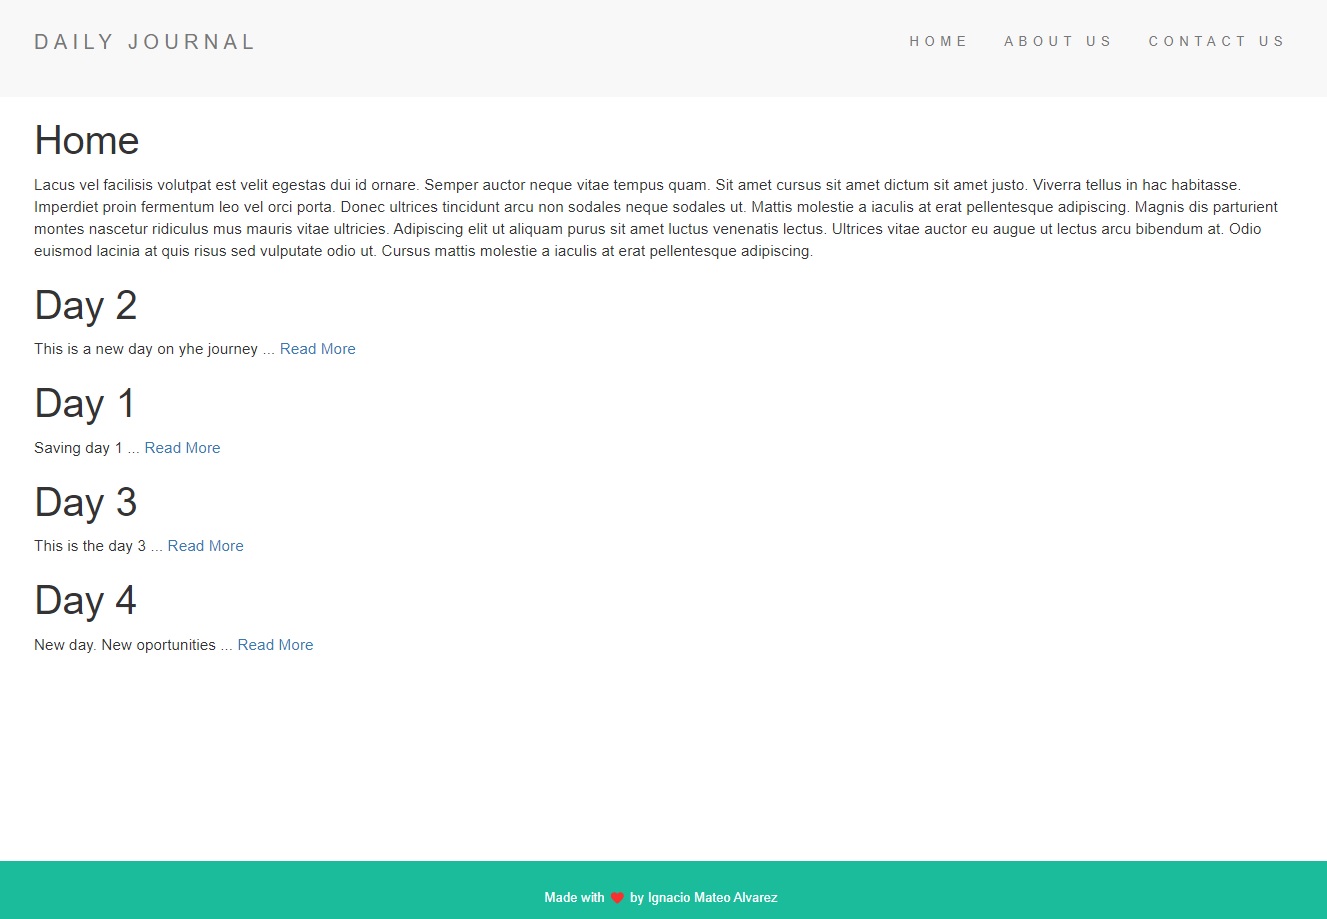 DAILY JOURNAL
HOME ABOUT US CONTACT US
Home
Lacus vel facilisis volutpat est velit egestas dui id ornare. Semper auctor neque vitae tempus quam. Sit amet cursus sit amet dictum sit amet justo. Viverra tellus in hac habitasse.
Imperdiet proin fermentum leo vel orci porta. Donec ultrices tincidunt arcu non sodales neque sodales ut. Mattis molestie a iaculis at erat pellentesque adipiscing. Magnis dis parturient
montes nascetur ridiculus mus mauris vitae ultricies. Adipiscing elit ut aliquam purus sit amet luctus venenatis lectus. Ultrices vitae auctor eu augue ut lectus arcu bibendum at. Odio
euismod lacinia at quis risus sed vulputate odio ut. Cursus mattis molestie a iaculis at erat pellentesque adipiscing.
Day 2
This is a new day on yhe journey ... Read More
Day 1
Saving day 1 ... Read More
Day 3
This is the day 3 ... Read More
Day 4
New day. New oportunities ... Read More
Made with ❤ by Ignacio Mateo Alvarez